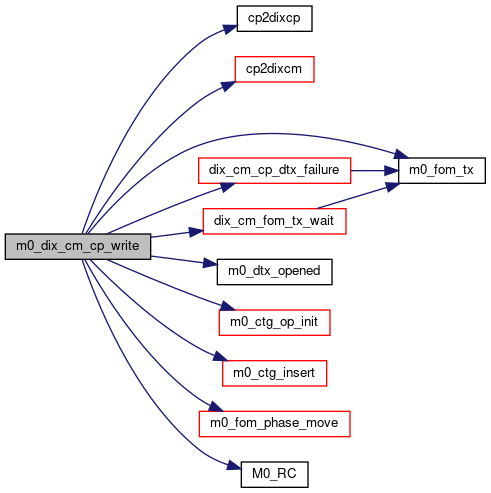 cp2dixcp
cp2dixcm
dix_cm_cp_dtx_failure
m0_fom_tx
dix_cm_fom_tx_wait
m0_dix_cm_cp_write
m0_dtx_opened
m0_ctg_op_init
m0_ctg_insert
m0_fom_phase_move
M0_RC